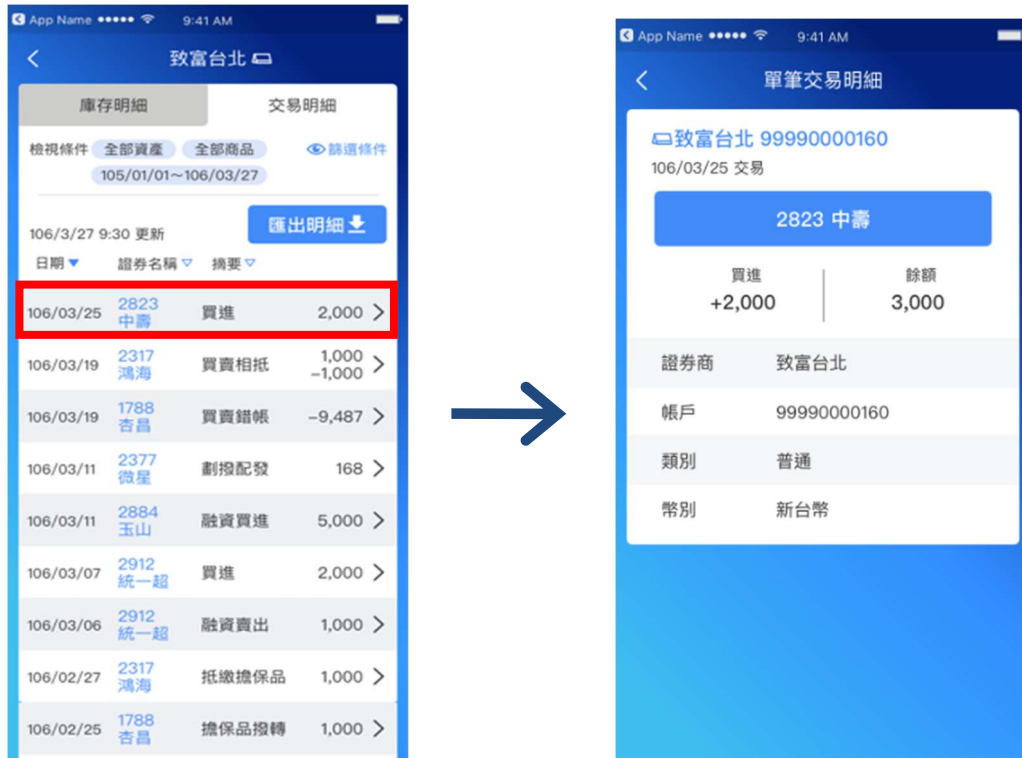 App Name 9:41 AM
致富台北
庫存明細 交易明細
檢視條件 全部資產 全部商品 篩選條件
105/01/01~106/03/27
106/3/27 9:30 更新 匯出明細
日期 證券名稱 摘要
106/03/25 2823 中壽 買進 2,000
106/03/19 2317 鴻海 買賣相抵 1,000 -1,000
106/03/19 1788 杏昌 買賣錯帳 -9,487
106/03/11 2377 微星 劃撥配發 168
106/03/11 2884 玉山 融資買進 5,000
106/03/07 2912 統一超 買進 2,000
106/03/06 2912 統一超 融資賣出 1,000
106/02/27 2317 鴻海 抵繳擔保品 1,000
106/02/25 1788 杏昌 擔保品撥轉 1,000
App Name 9:41 AM
單筆交易明細
致富台北 99990000160
106/03/25 交易
2823 中壽
買進 餘額
+2,000 3,000
證券商 致富台北
帳戶 99990000160
類別 普通
幣別 新台幣